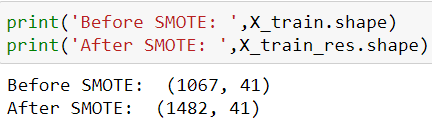 print('Before SMOTE: ',X_train.shape)
print('After SMOTE: ',X_train_res.shape)
Before SMOTE:  (1067, 41)
After SMOTE:  (1482, 41)